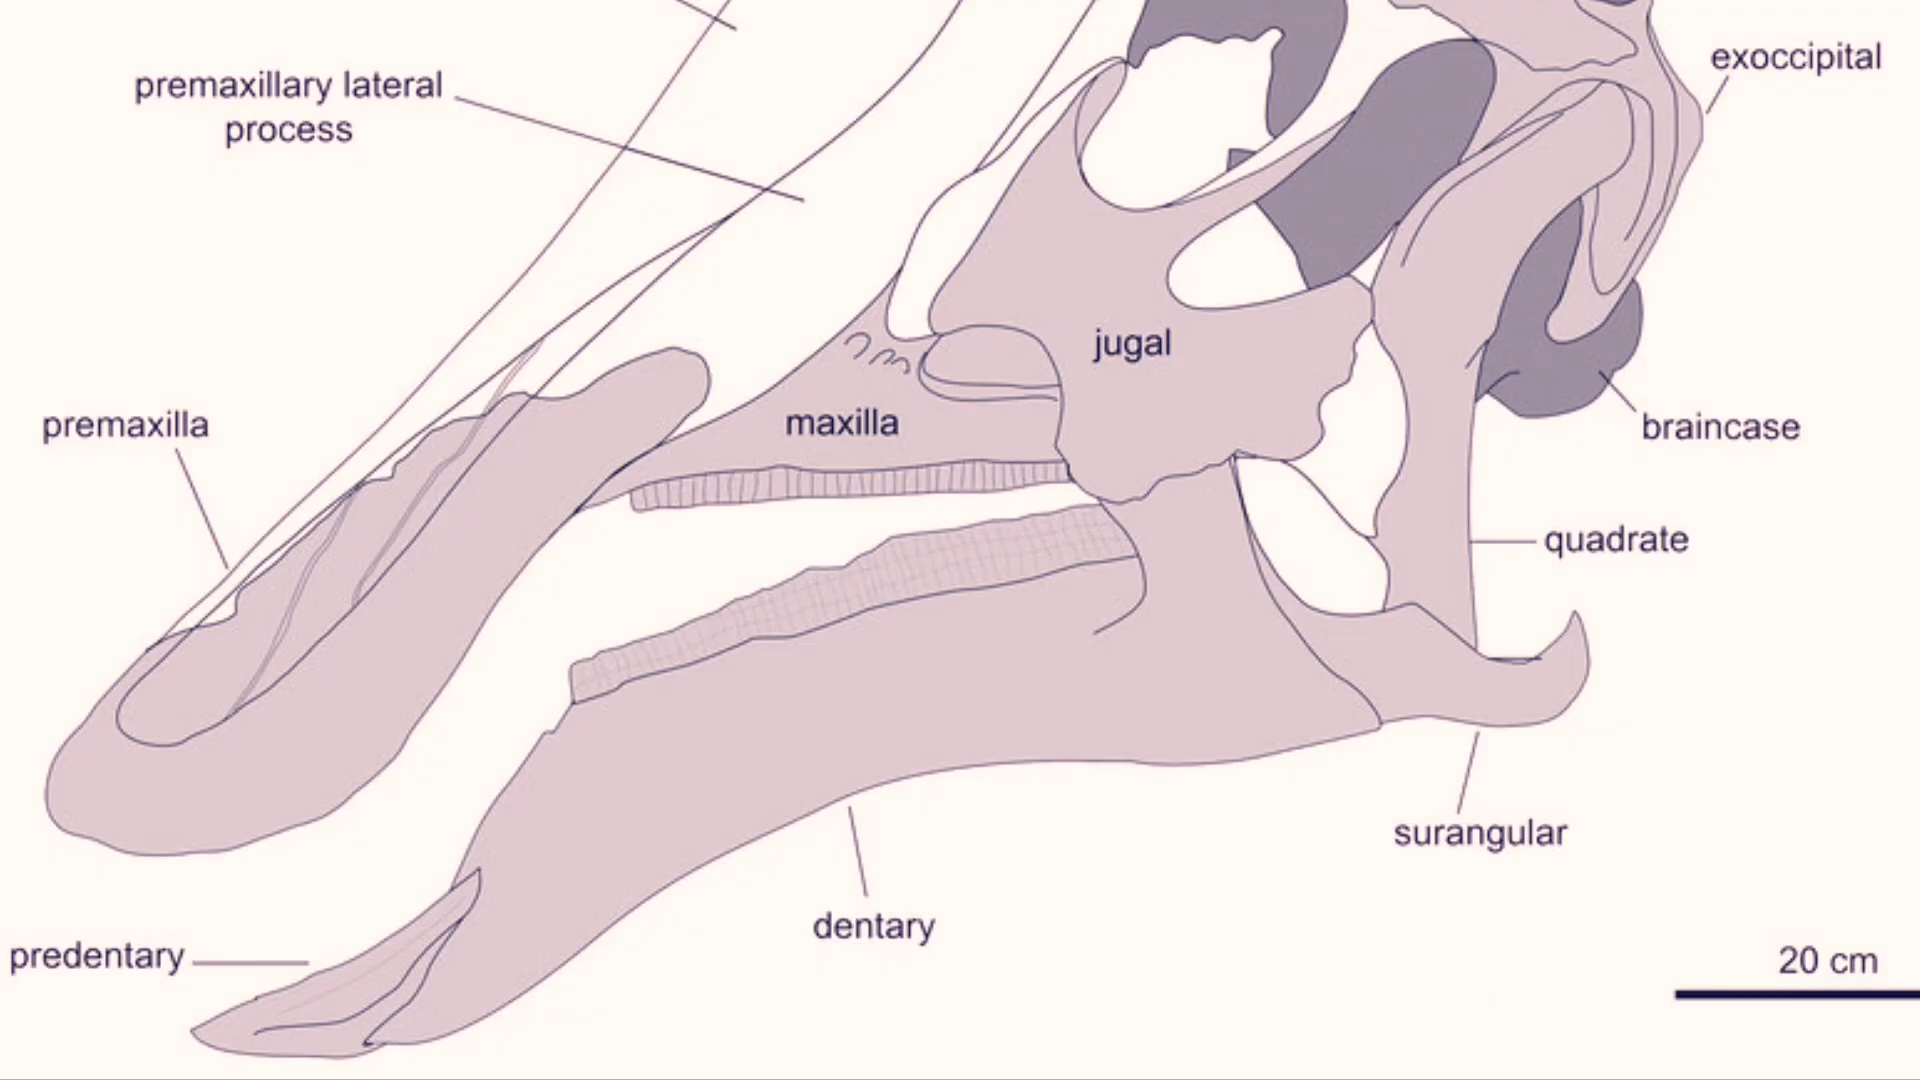 exoccipital
premaxillary lateral
process
jugal
maxilla
premaxilla
braincase
quadrate
surangular
dentary
predentary
20 cm